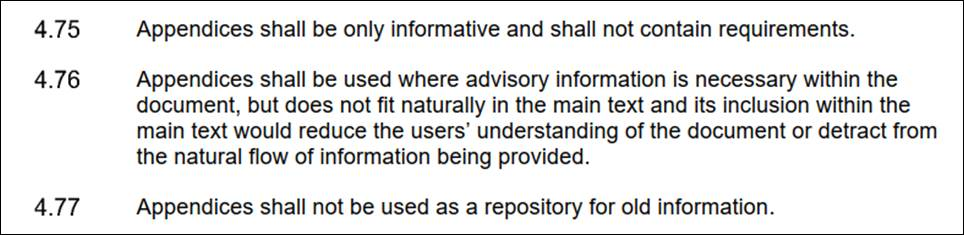 4.75 Appendices shall be only informative and shall not contain requirements.
4.76 Appendices shall be used where advisory information is necessary within the
document, but does not fit naturally in the main text and its inclusion within the
main text would reduce the users’ understanding of the document or detract from
the natural flow of information being provided.
4.77 Appendices shall not be used as a repository for old information.